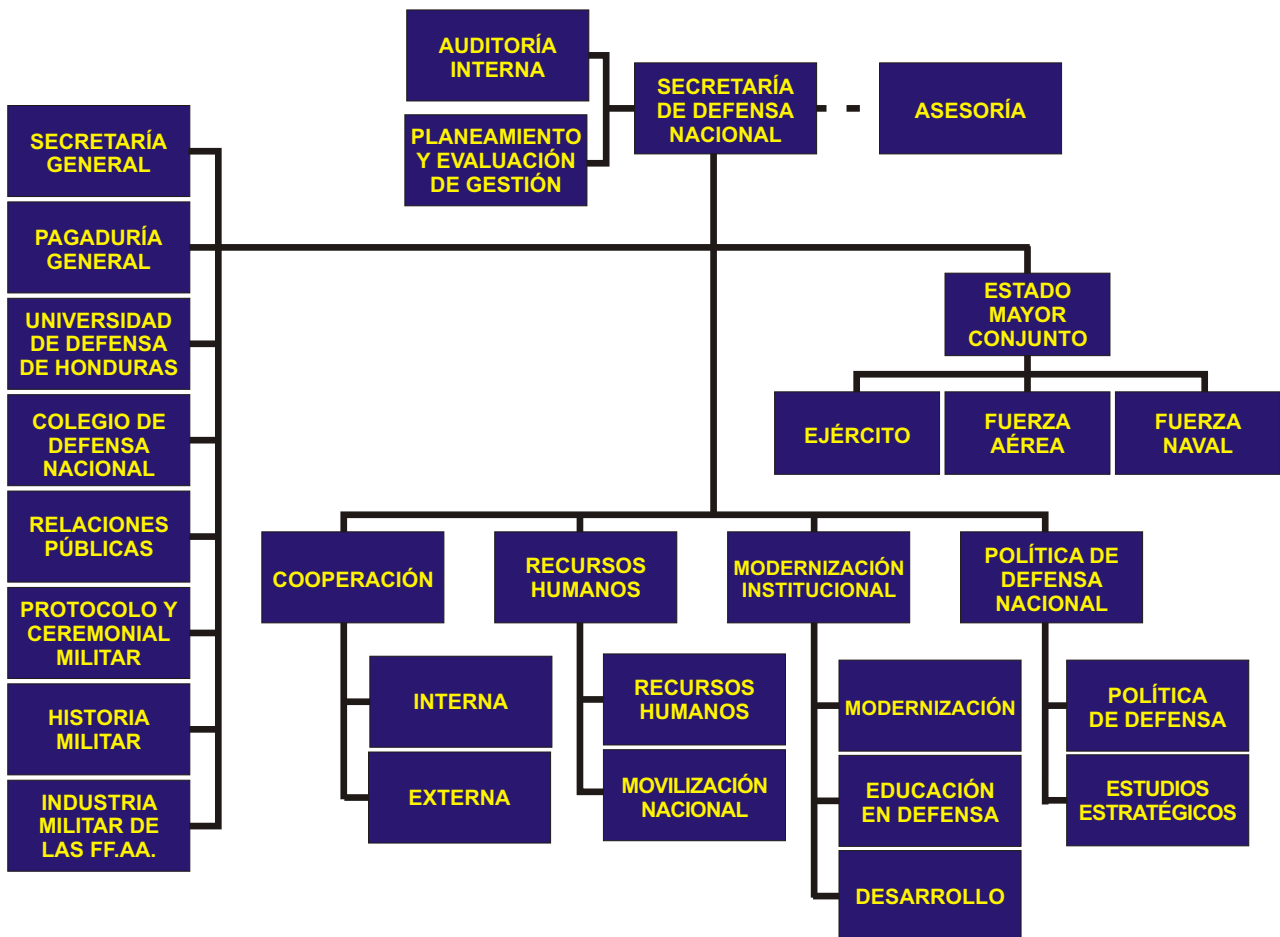 AUDITORÍA
INTERNA
SECRETARÍA
DE DEFENSA
NACIONAL
ASESORÍA
PLANEAMIENTO
Y EVALUACIÓN
DE GESTIÓN
SECRETARÍA
GENERAL
PAGADURÍA
GENERAL
UNIVERSIDAD
DE DEFENSA
DE HONDURAS
COLEGIO DE
DEFENSA
NACIONAL
RELACIONES
PÚBLICAS
PROTOCOLO Y
CEREMONIAL
MILITAR
HISTORIA
MILITAR
INDUSTRIA
MILITAR DE
LAS FF.AA.
ESTADO
MAYOR
CONJUNTO
EJÉRCITO
FUERZA
AÉREA
FUERZA
NAVAL
COOPERACIÓN
INTERNA
EXTERNA
RECURSOS
HUMANOS
RECURSOS
HUMANOS
MOVILIZACIÓN
NACIONAL
MODERNIZACIÓN
INSTITUCIONAL
MODERNIZACIÓN
EDUCACIÓN
EN DEFENSA
DESARROLLO
POLÍTICA DE
DEFENSA
NACIONAL
POLÍTICA
DE DEFENSA
ESTUDIOS
ESTRATÉGICOS